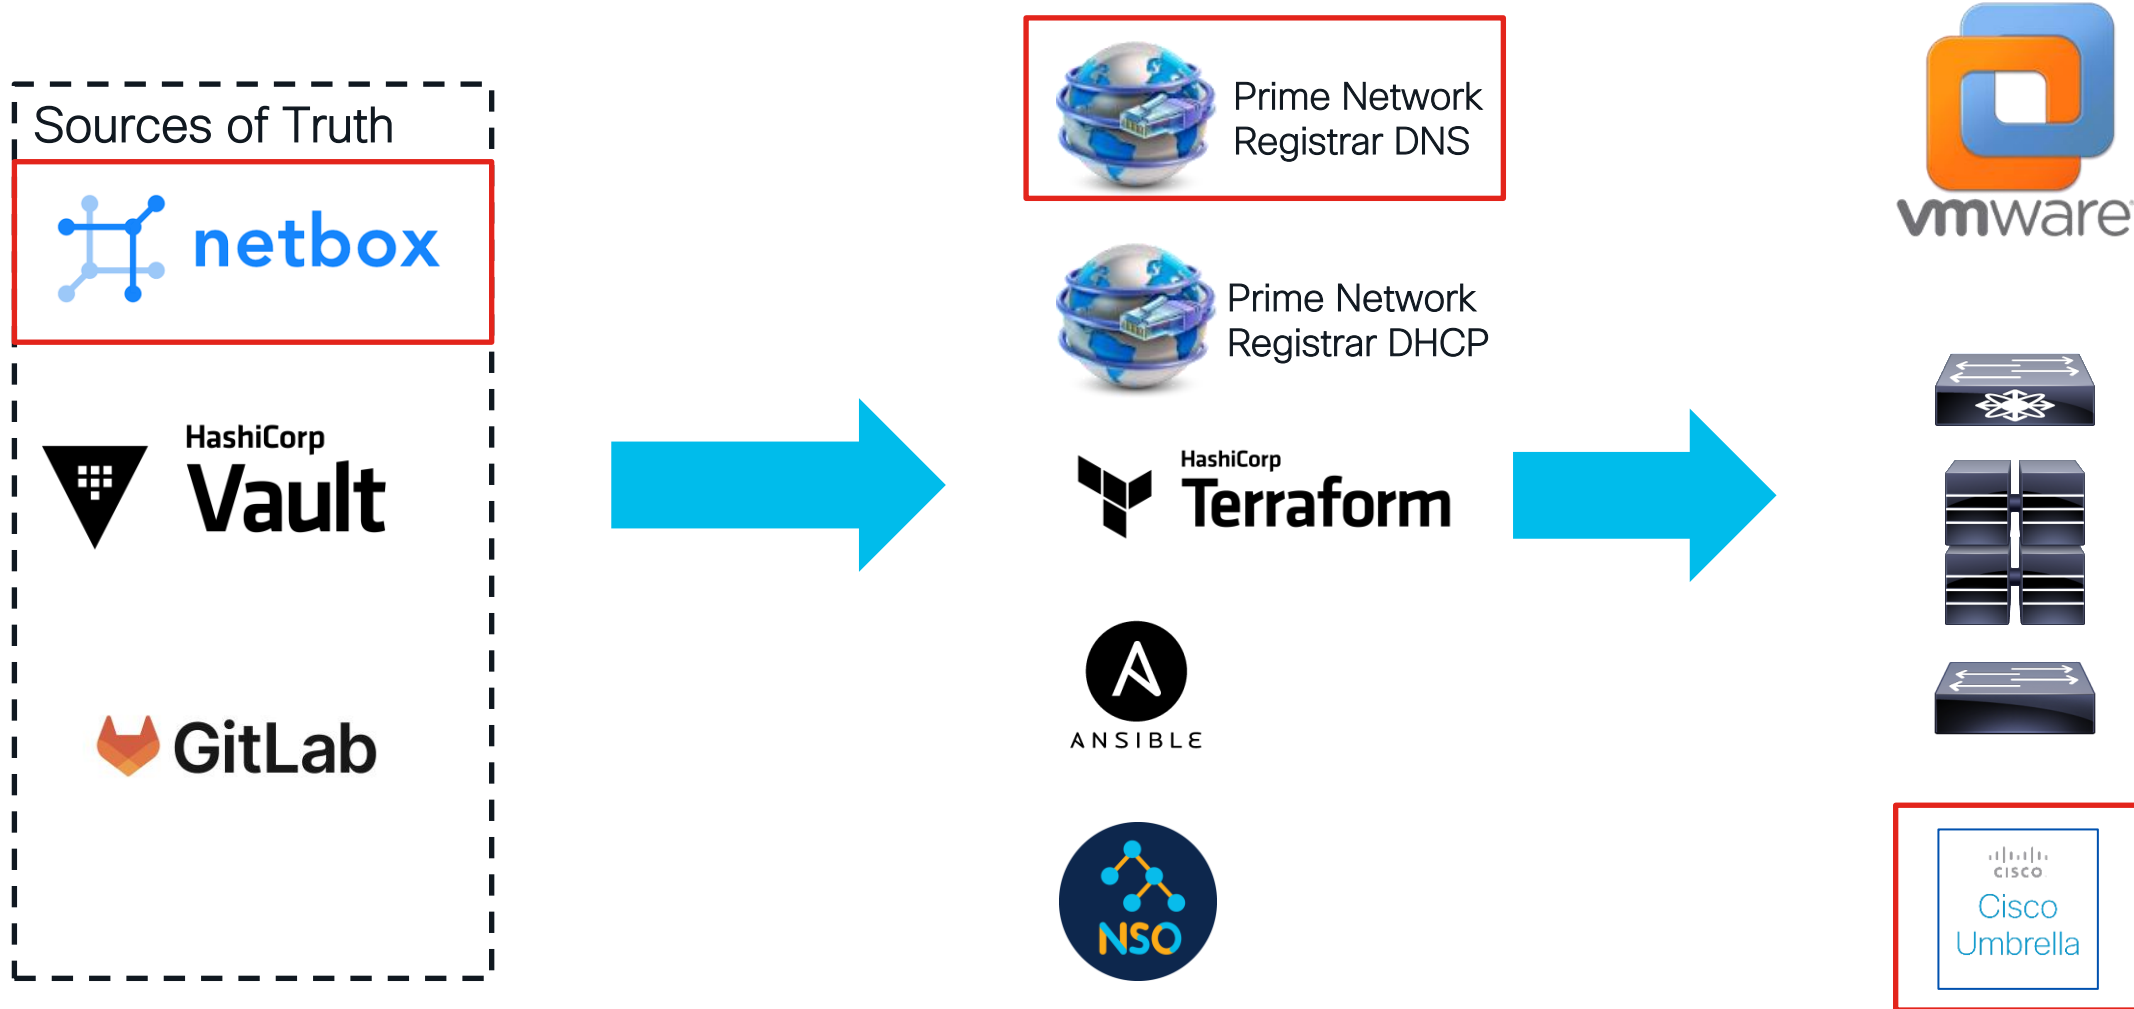 Sources of Truth
netbox
HashiCorp
Vault
GitLab
Prime Network
Registrar DNS
Prime Network
Registrar DHCP
HashiCorp
Terraform
ANSIBLE
NSO
vmware
CISCO
Cisco
Umbrella